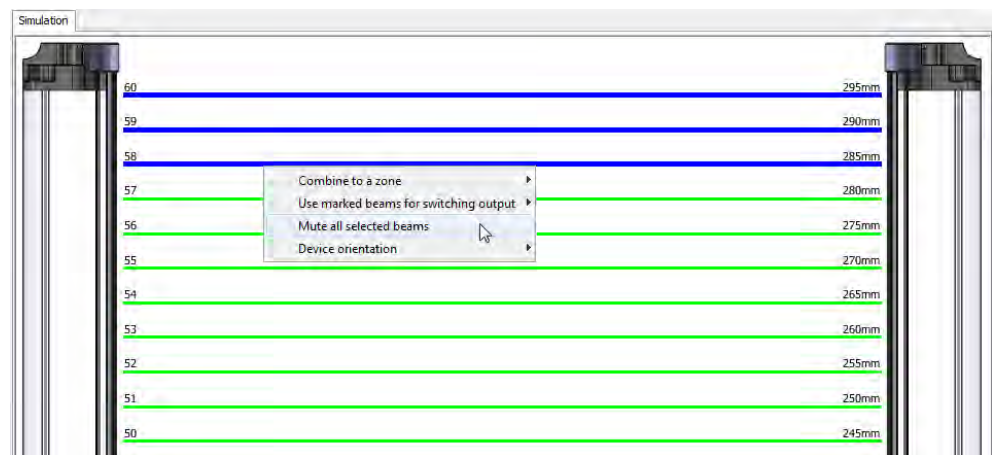 Simulation
60 295mm
59 290mm
58 285mm
Combine to a zone
57 280mm
Use marked beams for switching output
56 275mm
Mute all selected beams
Device orientation
55 270mm
54 265mm
53 260mm
52 255mm
51 250mm
50 245mm